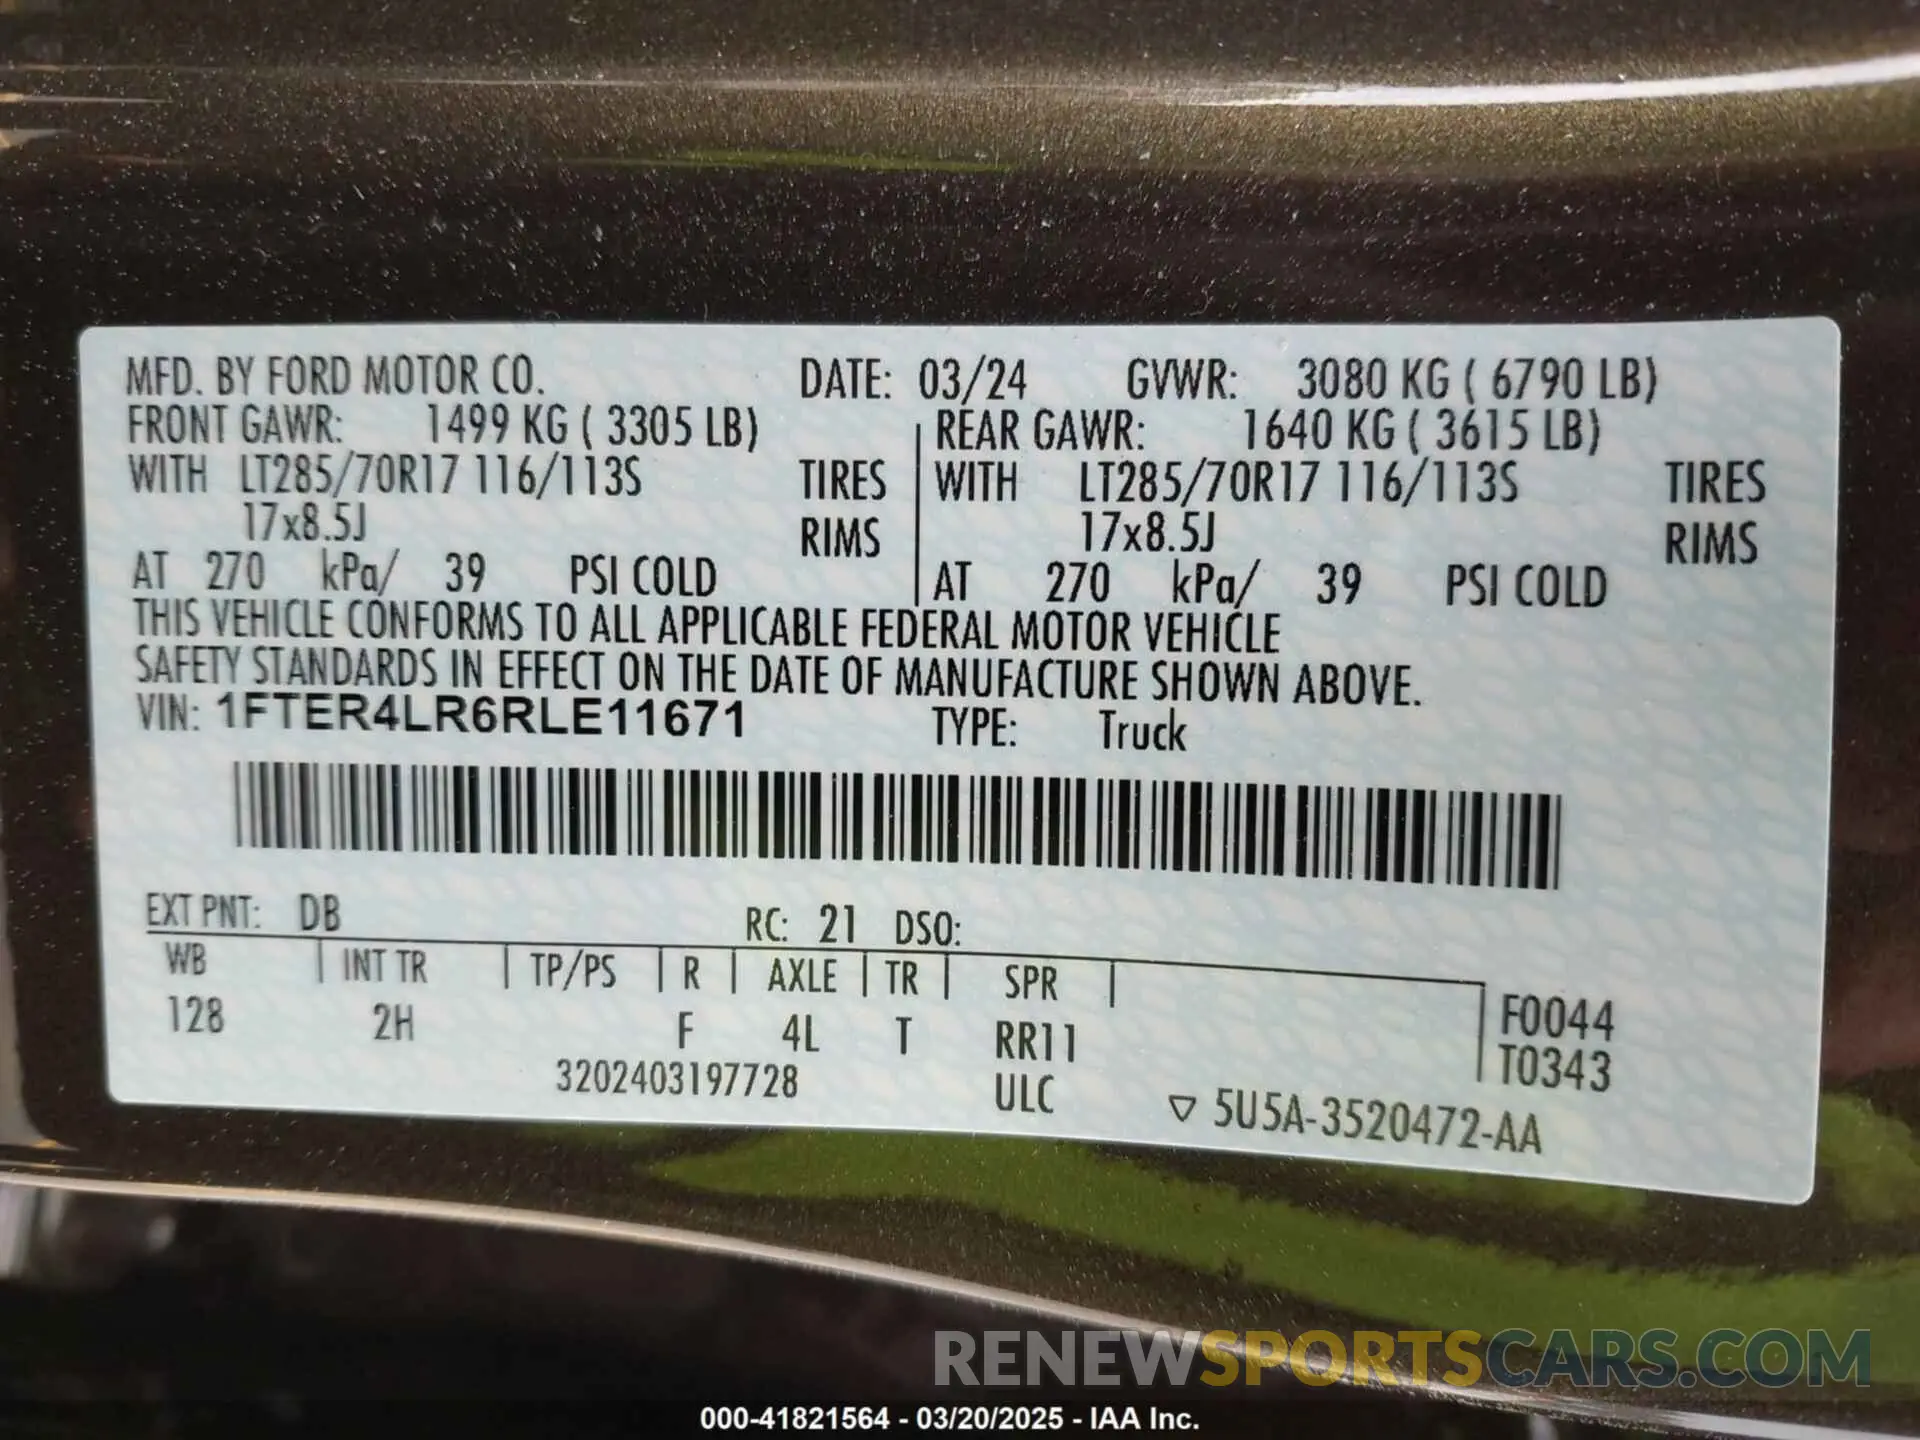 MFD. BY FORD MOTOR CO. DATE: 03/24 GVWR: 3080 KG ( 6790 LB)
FRONT GAWR: 1499 KG ( 3305 LB) REAR GAWR: 1640 KG ( 3615 LB)
WITH LT285/70R17 116/113S TIRES WITH LT285/70R17 116/113S TIRES
17x8.5J RIMS 17x8.5J RIMS
AT 270 kPa/ 39 PSI COLD AT 270 kPa/ 39 PSI COLD
THIS VEHICLE CONFORMS TO ALL APPLICABLE FEDERAL MOTOR VEHICLE
SAFETY STANDARDS IN EFFECT ON THE DATE OF MANUFACTURE SHOWN ABOVE.
VIN: 1FTER4LR6RLE11671 TYPE: Truck
EXT PNT: DB RC: 21 DSO:
WB INT TR TP/PS R AXLE TR SPR
128 2H F 4L T RR11 F0044
3202403197728 ULC T0343
▽ 5U5A-3520472-AA
RENEWSPORTSCARS.COM
000-41821564 - 03/20/2025 - IAA Inc.